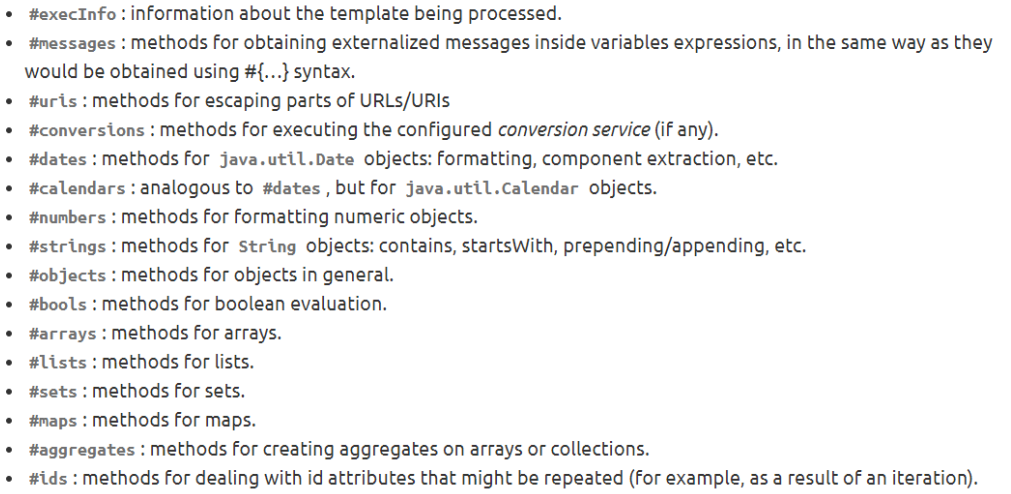 • #execInfo : information about the template being processed.
• #messages : methods for obtaining externalized messages inside variables expressions, in the same way as they
would be obtained using #{…} syntax.
• #uris : methods for escaping parts of URLs/URIs
• #conversions : methods for executing the configured conversion service (if any).
• #dates : methods for java.util.Date objects: formatting, component extraction, etc.
• #calendars : analogous to #dates , but for java.util.Calendar objects.
• #numbers : methods for formatting numeric objects.
• #strings : methods for String objects: contains, startsWith, prepending/appending, etc.
• #objects : methods for objects in general.
• #bools : methods for boolean evaluation.
• #arrays : methods for arrays.
• #lists : methods for lists.
• #sets : methods for sets.
• #maps : methods for maps.
• #aggregates : methods for creating aggregates on arrays or collections.
• #ids : methods for dealing with id attributes that might be repeated (for example, as a result of an iteration).